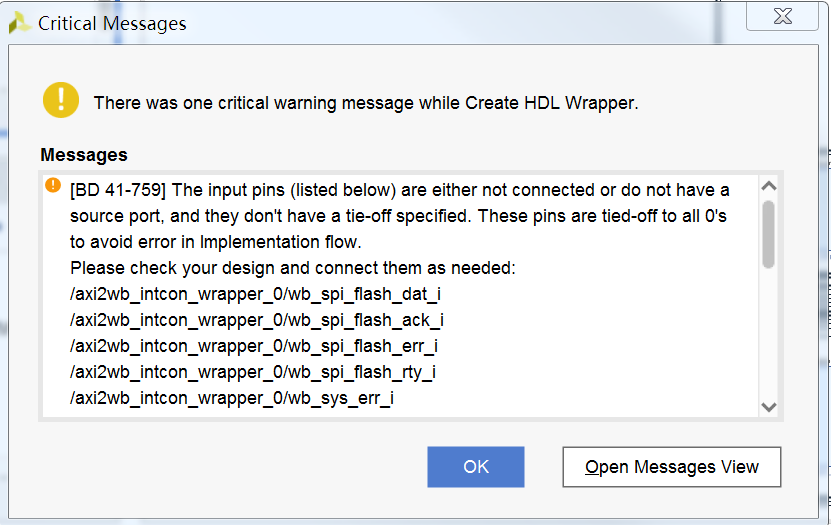 Critical Messages
There was one critical warning message while Create HDL Wrapper.
Messages
[BD 41-759] The input pins (listed below) are either not connected or do not have a
source port, and they don't have a tie-off specified. These pins are tied-off to all 0's
to avoid error in Implementation flow.
Please check your design and connect them as needed:
/axi2wb_intcon_wrapper_0/wb_spi_flash_dat_i
/axi2wb_intcon_wrapper_0/wb_spi_flash_ack_i
/axi2wb_intcon_wrapper_0/wb_spi_flash_err_i
/axi2wb_intcon_wrapper_0/wb_spi_flash_rty_i
/axi2wb_intcon_wrapper_0/wb_sys_err_i
OK
Open Messages View